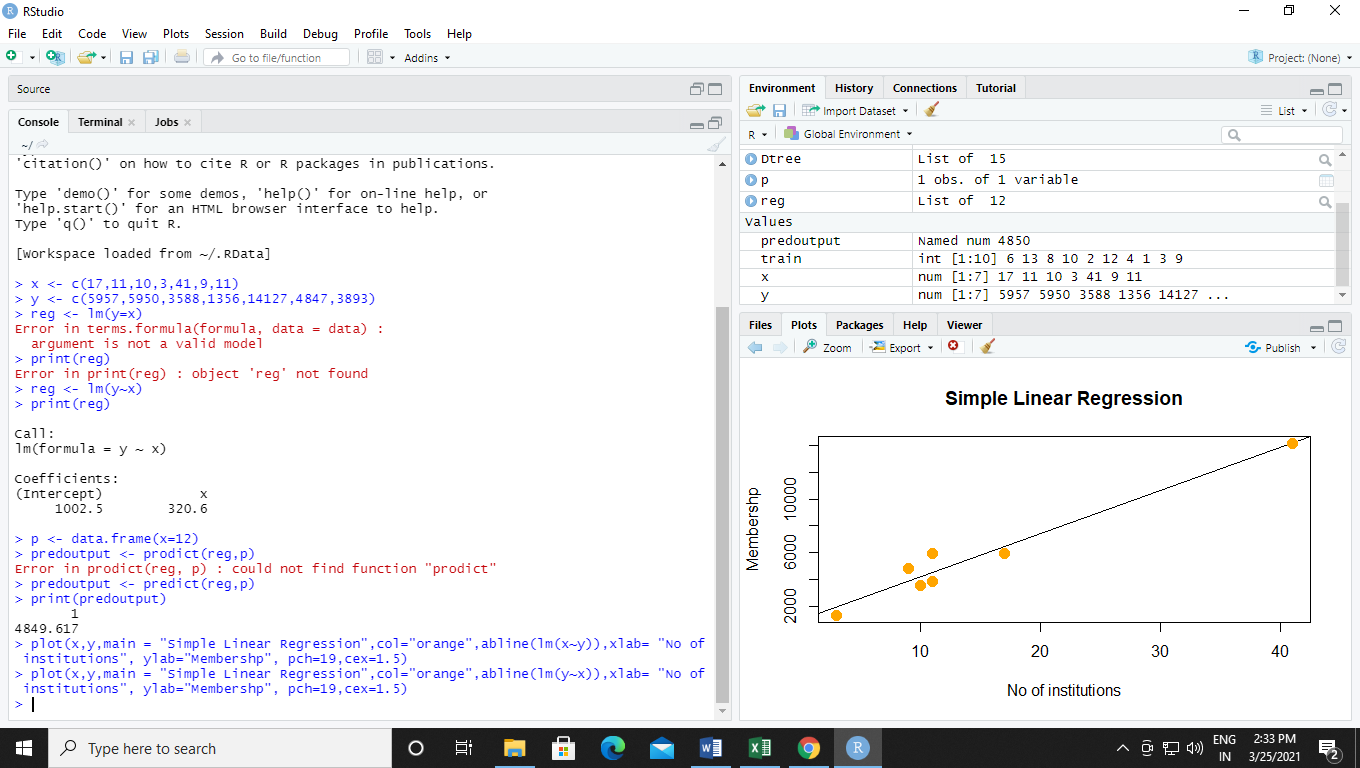 RStudio
File Edit Code View Plots Session Build Debug Profile Tools Help
Go to file/function Addins Project: (None)
Source
Console Terminal Jobs
~/
'citation()' on how to cite R or R packages in publications.
Type 'demo()' for some demos, 'help()' for on-line help, or
'help.start()' for an HTML browser interface to help.
Type 'q()' to quit R.
[Workspace loaded from ~/.RData]
> x <- c(17,11,10,3,41,9,11)
> y <- c(5957,5950,3588,1356,14127,4847,3893)
> reg <- lm(y=x)
Error in terms.formula(formula, data = data) :
argument is not a valid model
> print(reg)
Error in print(reg) : object 'reg' not found
> reg <- lm(y~x)
> print(reg)
Call:
lm(formula = y ~ x)
Coefficients:
(Intercept) x
1002.5 320.6
> p <- data.frame(x=12)
> predoutput <- prodict(reg,p)
Error in prodict(reg, p) : could not find function "prodict"
> predoutput <- predict(reg,p)
> print(predoutput)
1
4849.617
> plot(x,y,main = "Simple Linear Regression",col="orange",abline(lm(x~y)),xlab= "No of
institutions", ylab="Membershp", pch=19,cex=1.5)
> plot(x,y,main = "Simple Linear Regression",col="orange",abline(lm(y~x)),xlab= "No of
institutions", ylab="Membershp", pch=19,cex=1.5)
>
Environment History Connections Tutorial
Import Dataset List
R Global Environment
Dtree List of 15
p 1 obs. of 1 variable
reg List of 12
Values
predoutput Named num 4850
train int [1:10] 6 13 8 10 2 12 4 1 3 9
x num [1:7] 17 11 10 3 41 9 11
y num [1:7] 5957 5950 3588 1356 14127 ...
Files Plots Packages Help Viewer
Zoom Export Publish
Simple Linear Regression
Membershp
10000
6000
2000
10 20 30 40
No of institutions
Type here to search
ENG
IN
2:33 PM
3/25/2021
2